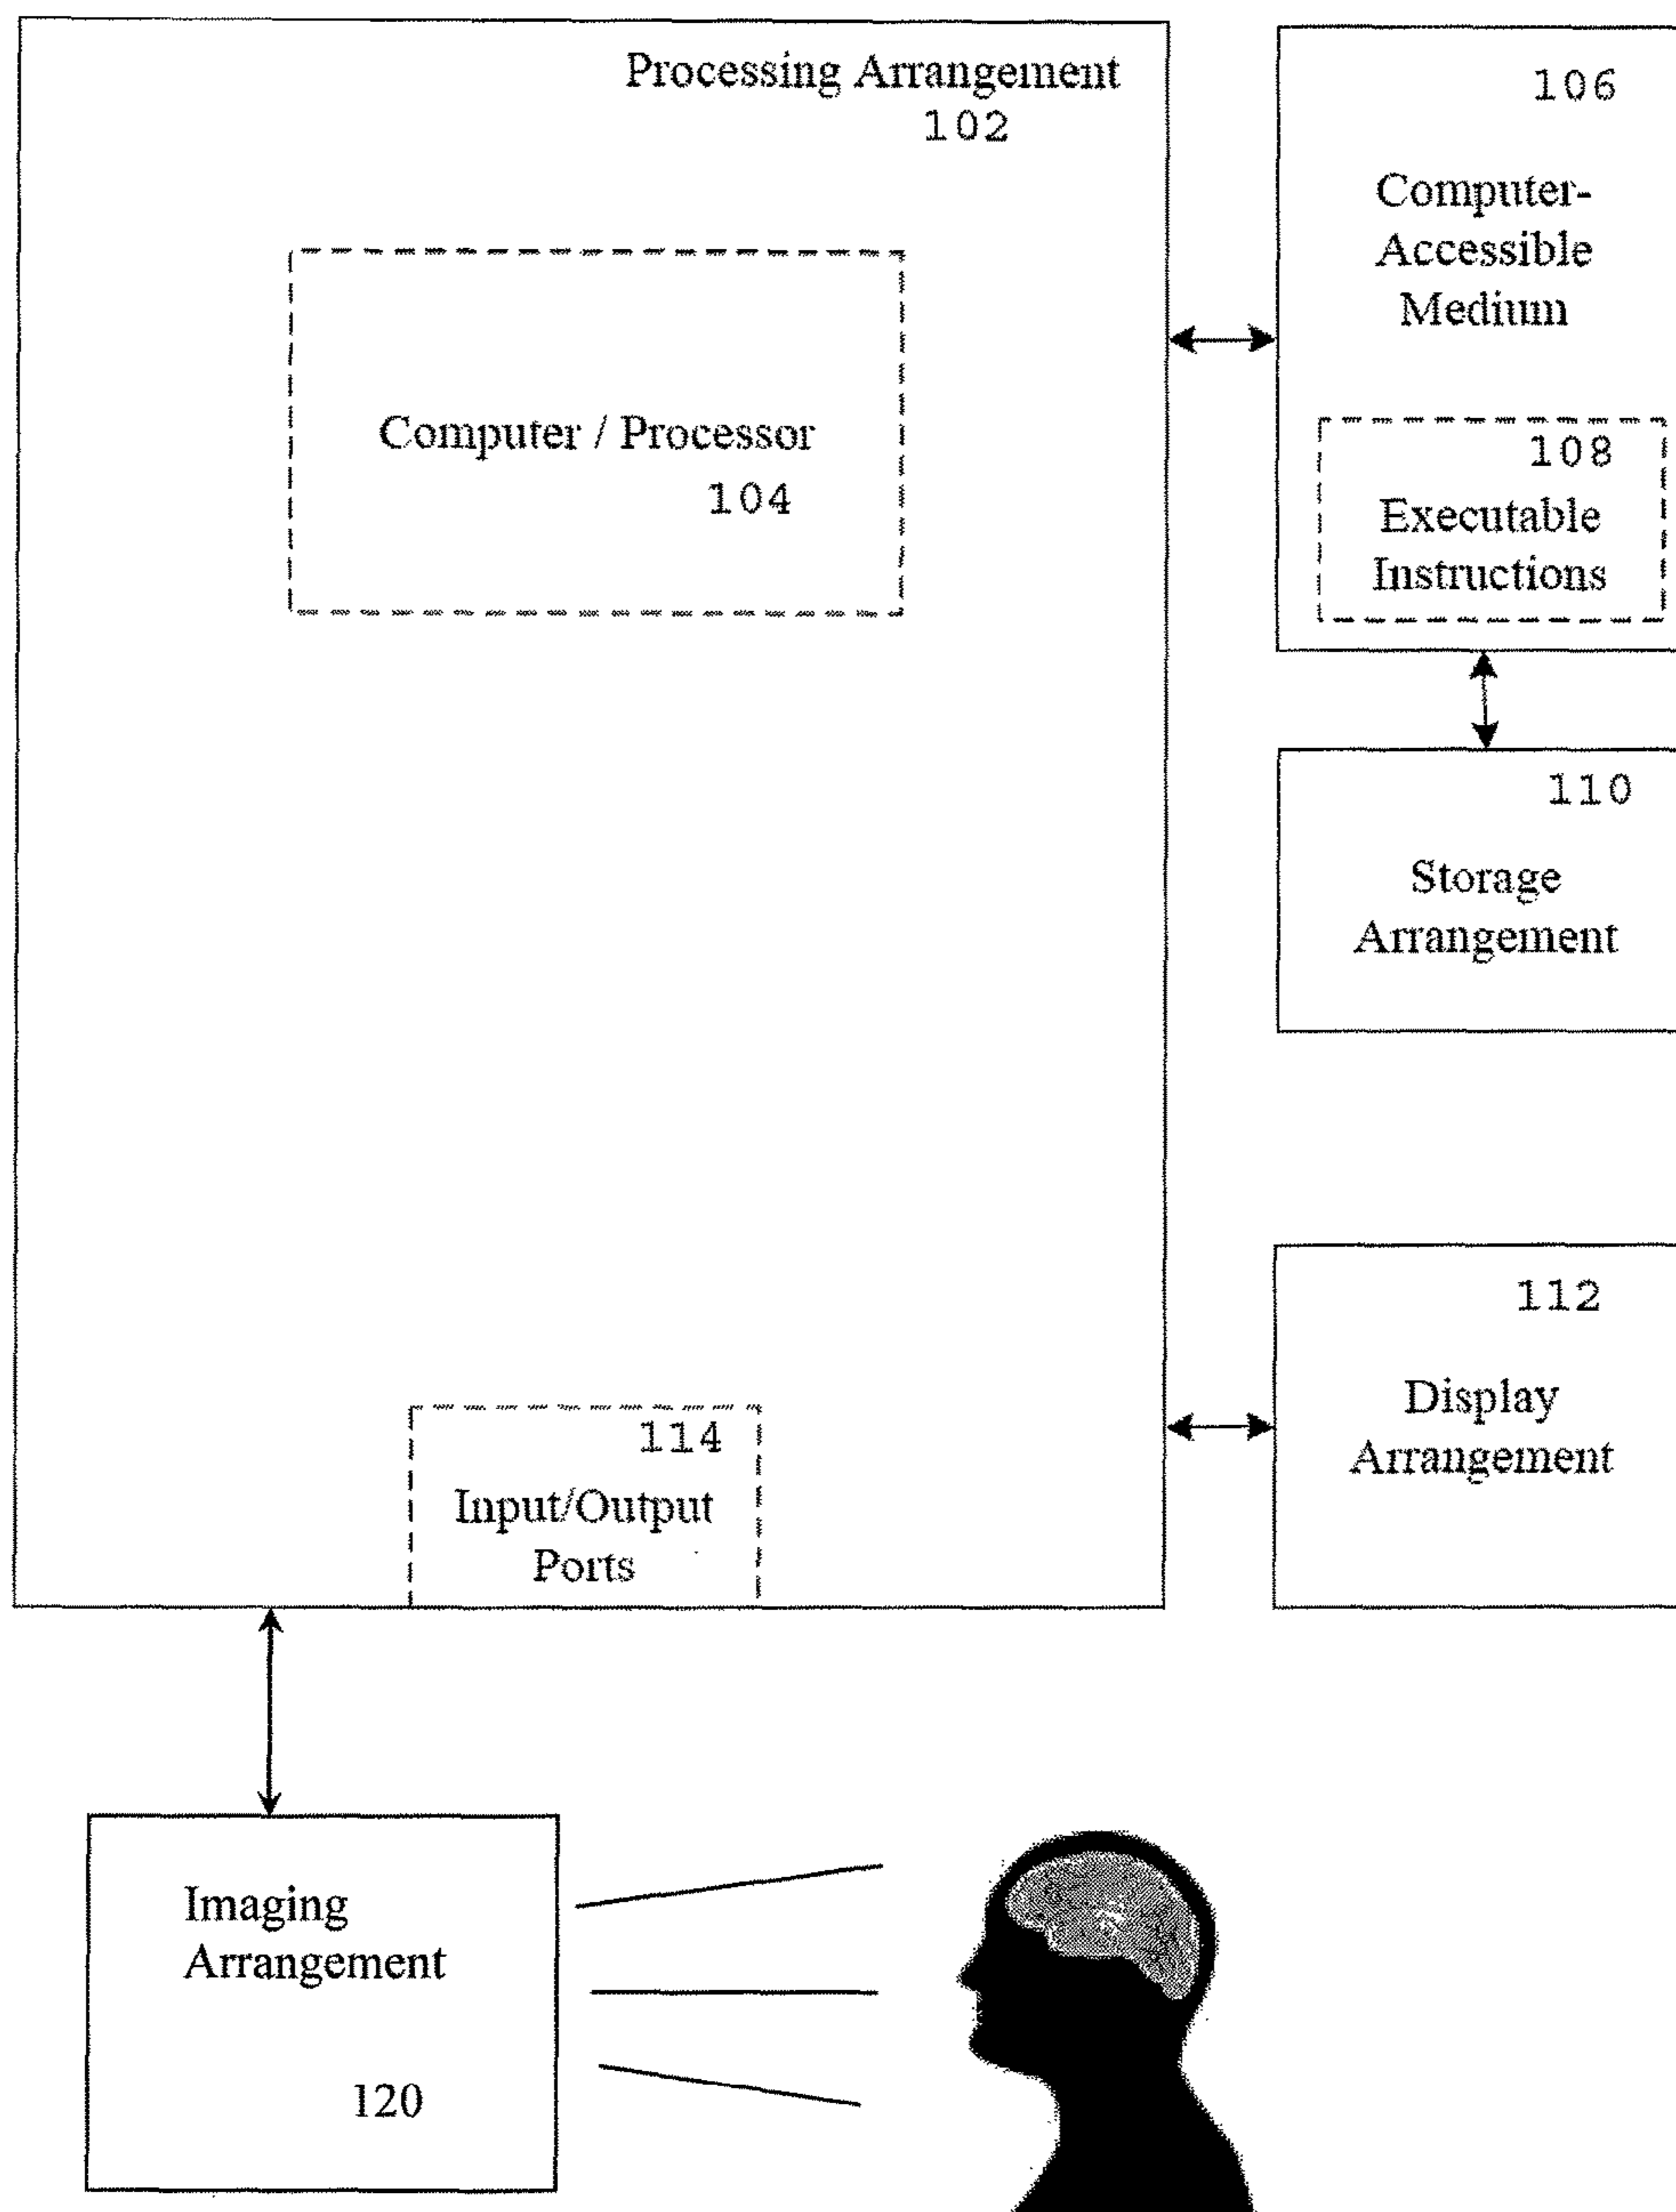 Processing Arrangement
102
Computer / Processor
104
106
Computer-
Accessible
Medium
108
Executable
Instructions
110
Storage
Arrangement
112
Display
Arrangement
114
Input/Output
Ports
Imaging
Arrangement
120